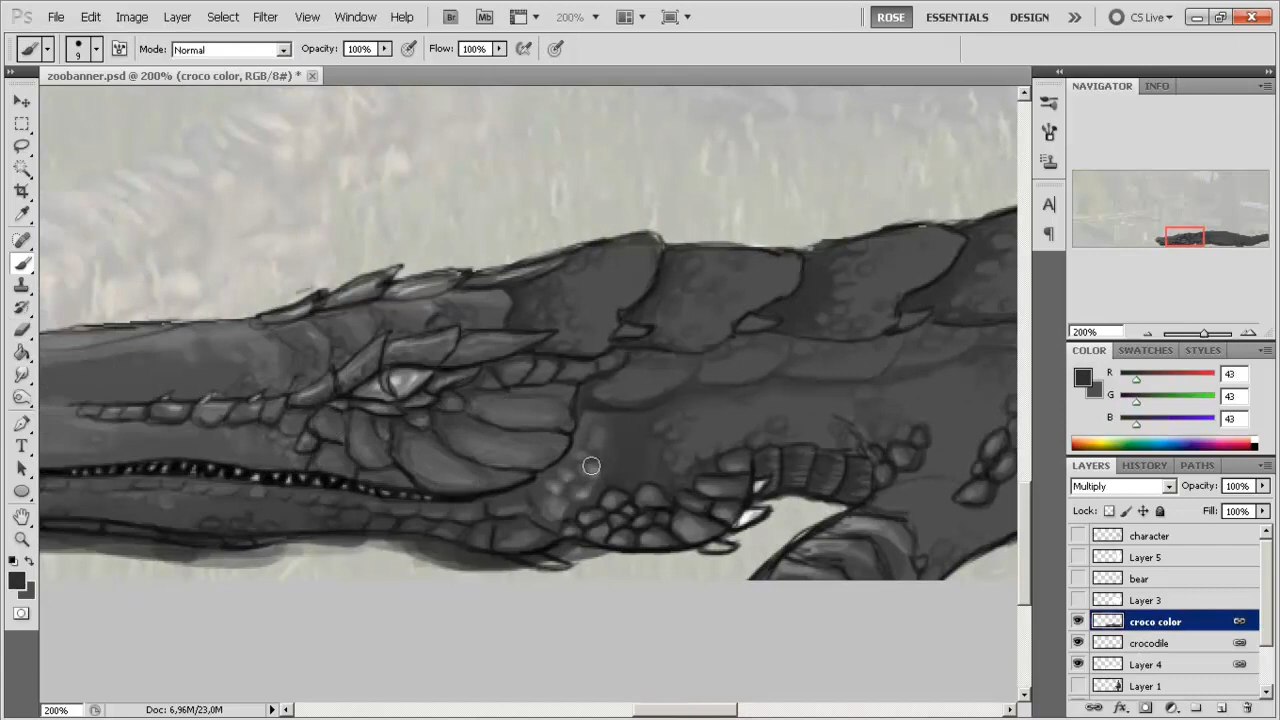 Ps File Edit Image Layer Select Filter View Window Help Br Mb 200% ROSE ESSENTIALS DESIGN CS Live
9 Mode: Normal Opacity: 100% Flow: 100%
zoobanner.psd @ 200% (croco color, RGB/8#) *
NAVIGATOR INFO
200%
COLOR SWATCHES STYLES
R 43
G 43
B 43
LAYERS HISTORY PATHS
Multiply Opacity: 100%
Lock: Fill: 100%
character
Layer 5
bear
Layer 3
croco color
crocodile
Layer 4
Layer 1
200% Doc: 6,96M/23,0M